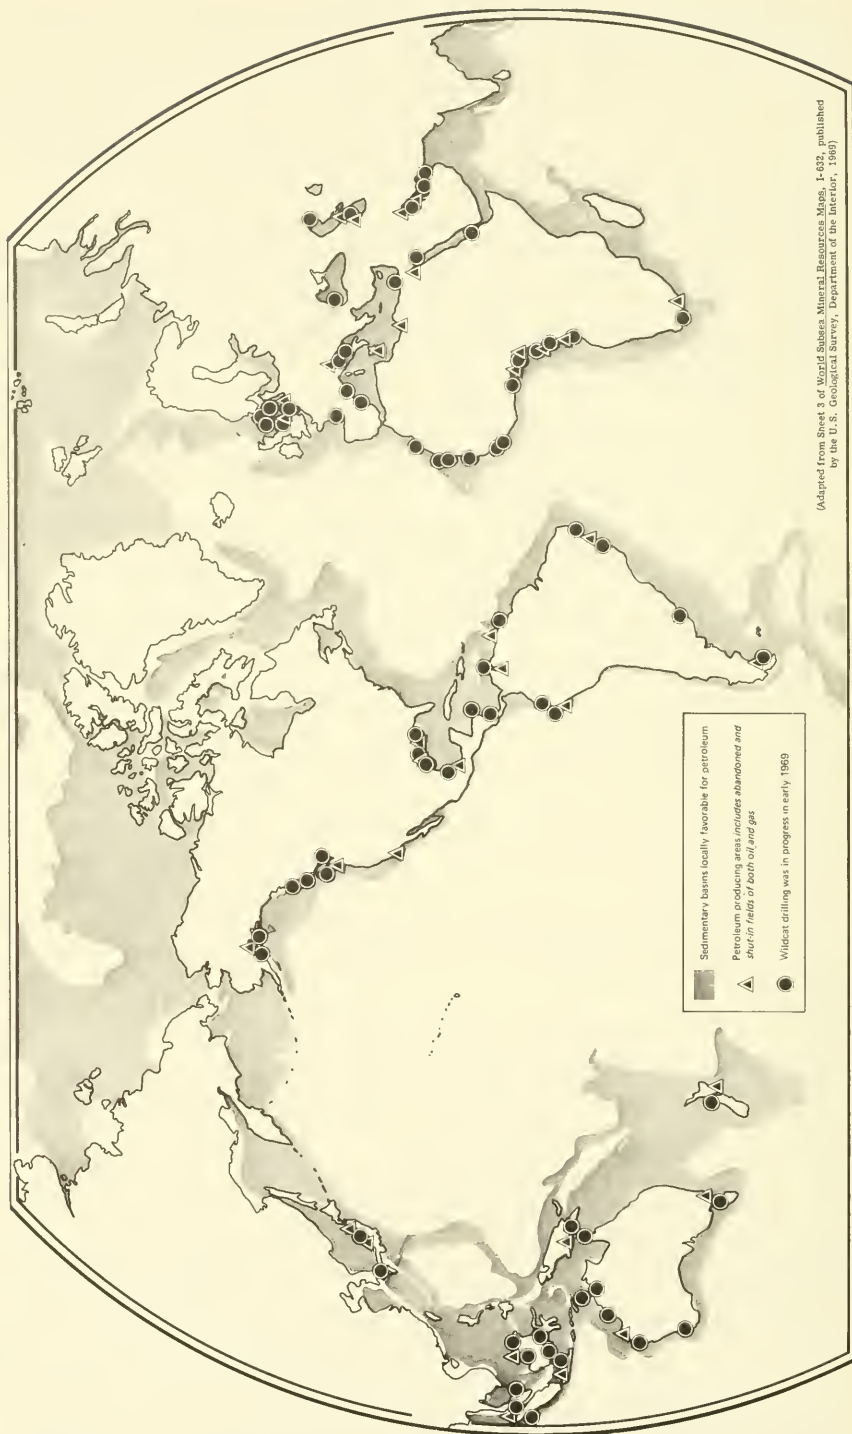 Sedimentary basins locally favorable for petroleum
Petroleum producing areas includes abandoned and
shut-in fields of both oil and gas
Wildcat drilling was in progress in early 1969
(Adapted from Sheet 3 of World Subsea Mineral Resources Maps, I-632, published
by the U.S. Geological Survey, Department of the Interior, 1969)